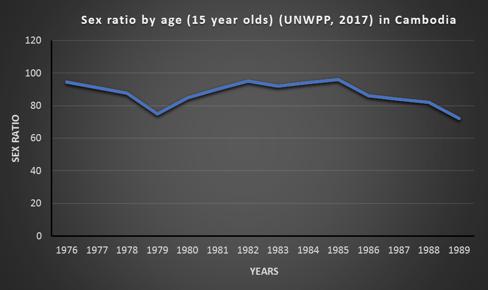 Sex ratio by age (15 year olds) (UNWPP, 2017) in Cambodia
120
100
80
60
40
20
0
SEX RATIO
1976 1977 1978 1979 1980 1981 1982 1983 1984 1985 1986 1987 1988 1989
YEARS